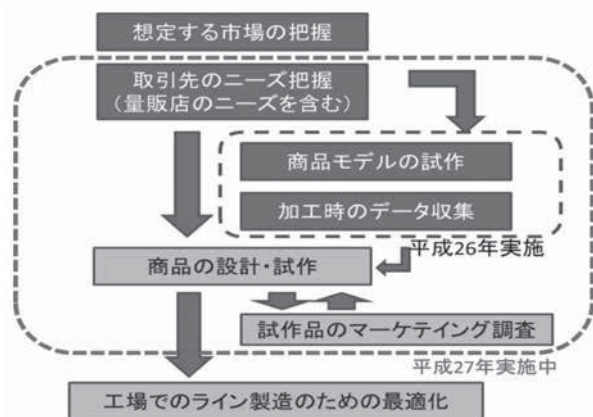 想定する市場の把握
取引先のニーズ把握
(量販店のニーズを含む)
商品モデルの試作
加工時のデータ収集
平成26年実施
商品の設計・試作
試作品のマーケテイング調査
平成27年実施中
工場でのライン製造のための最適化